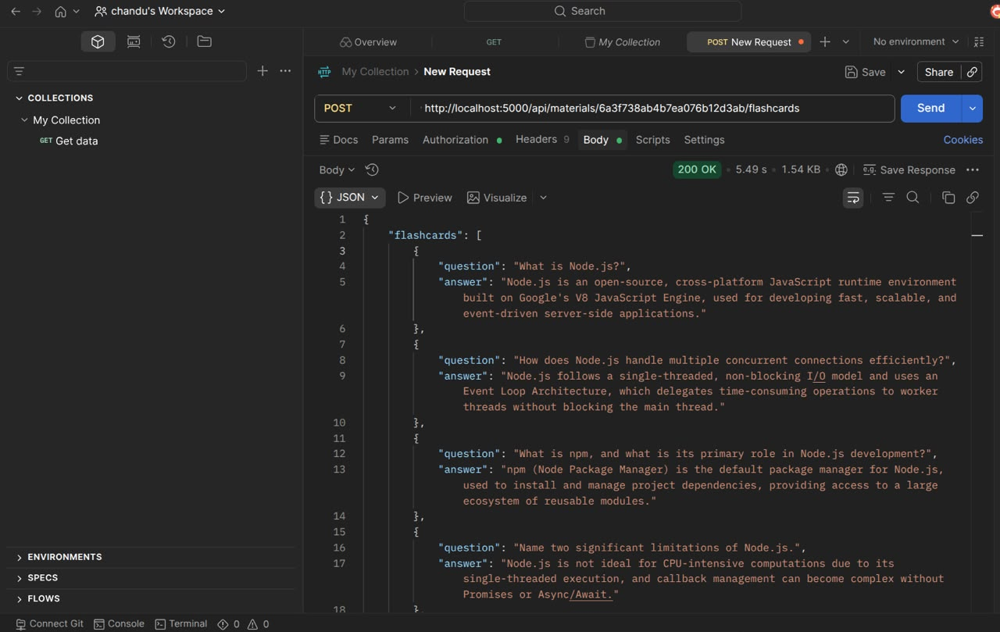 chandu's Workspace
Search
Overview
GET
My Collection
POST New Request
No environment
My Collection > New Request
Save
Share
COLLECTIONS
My Collection
GET Get data
POST
http://localhost:5000/api/materials/6a3f738ab4b7ea076b12d3ab/flashcards
Send
Docs
Params
Authorization
Headers 9
Body
Scripts
Settings
Cookies
Body
200 OK
5.49 s
1.54 KB
e.g. Save Response
{} JSON
Preview
Visualize
1 {
2 "flashcards": [
3 {
4 "question": "What is Node.js?",
5 "answer": "Node.js is an open-source, cross-platform JavaScript runtime environment
built on Google's V8 JavaScript Engine, used for developing fast, scalable, and
event-driven server-side applications."
6 },
7 {
8 "question": "How does Node.js handle multiple concurrent connections efficiently?",
9 "answer": "Node.js follows a single-threaded, non-blocking I/O model and uses an
Event Loop Architecture, which delegates time-consuming operations to worker
threads without blocking the main thread."
10 },
11 {
12 "question": "What is npm, and what is its primary role in Node.js development?",
13 "answer": "npm (Node Package Manager) is the default package manager for Node.js,
used to install and manage project dependencies, providing access to a large
ecosystem of reusable modules."
14 },
15 {
16 "question": "Name two significant limitations of Node.js.",
17 "answer": "Node.js is not ideal for CPU-intensive computations due to its
single-threaded execution, and callback management can become complex without
Promises or Async/Await."
18 },
ENVIRONMENTS
SPECS
FLOWS
Connect Git
Console
Terminal
0
0